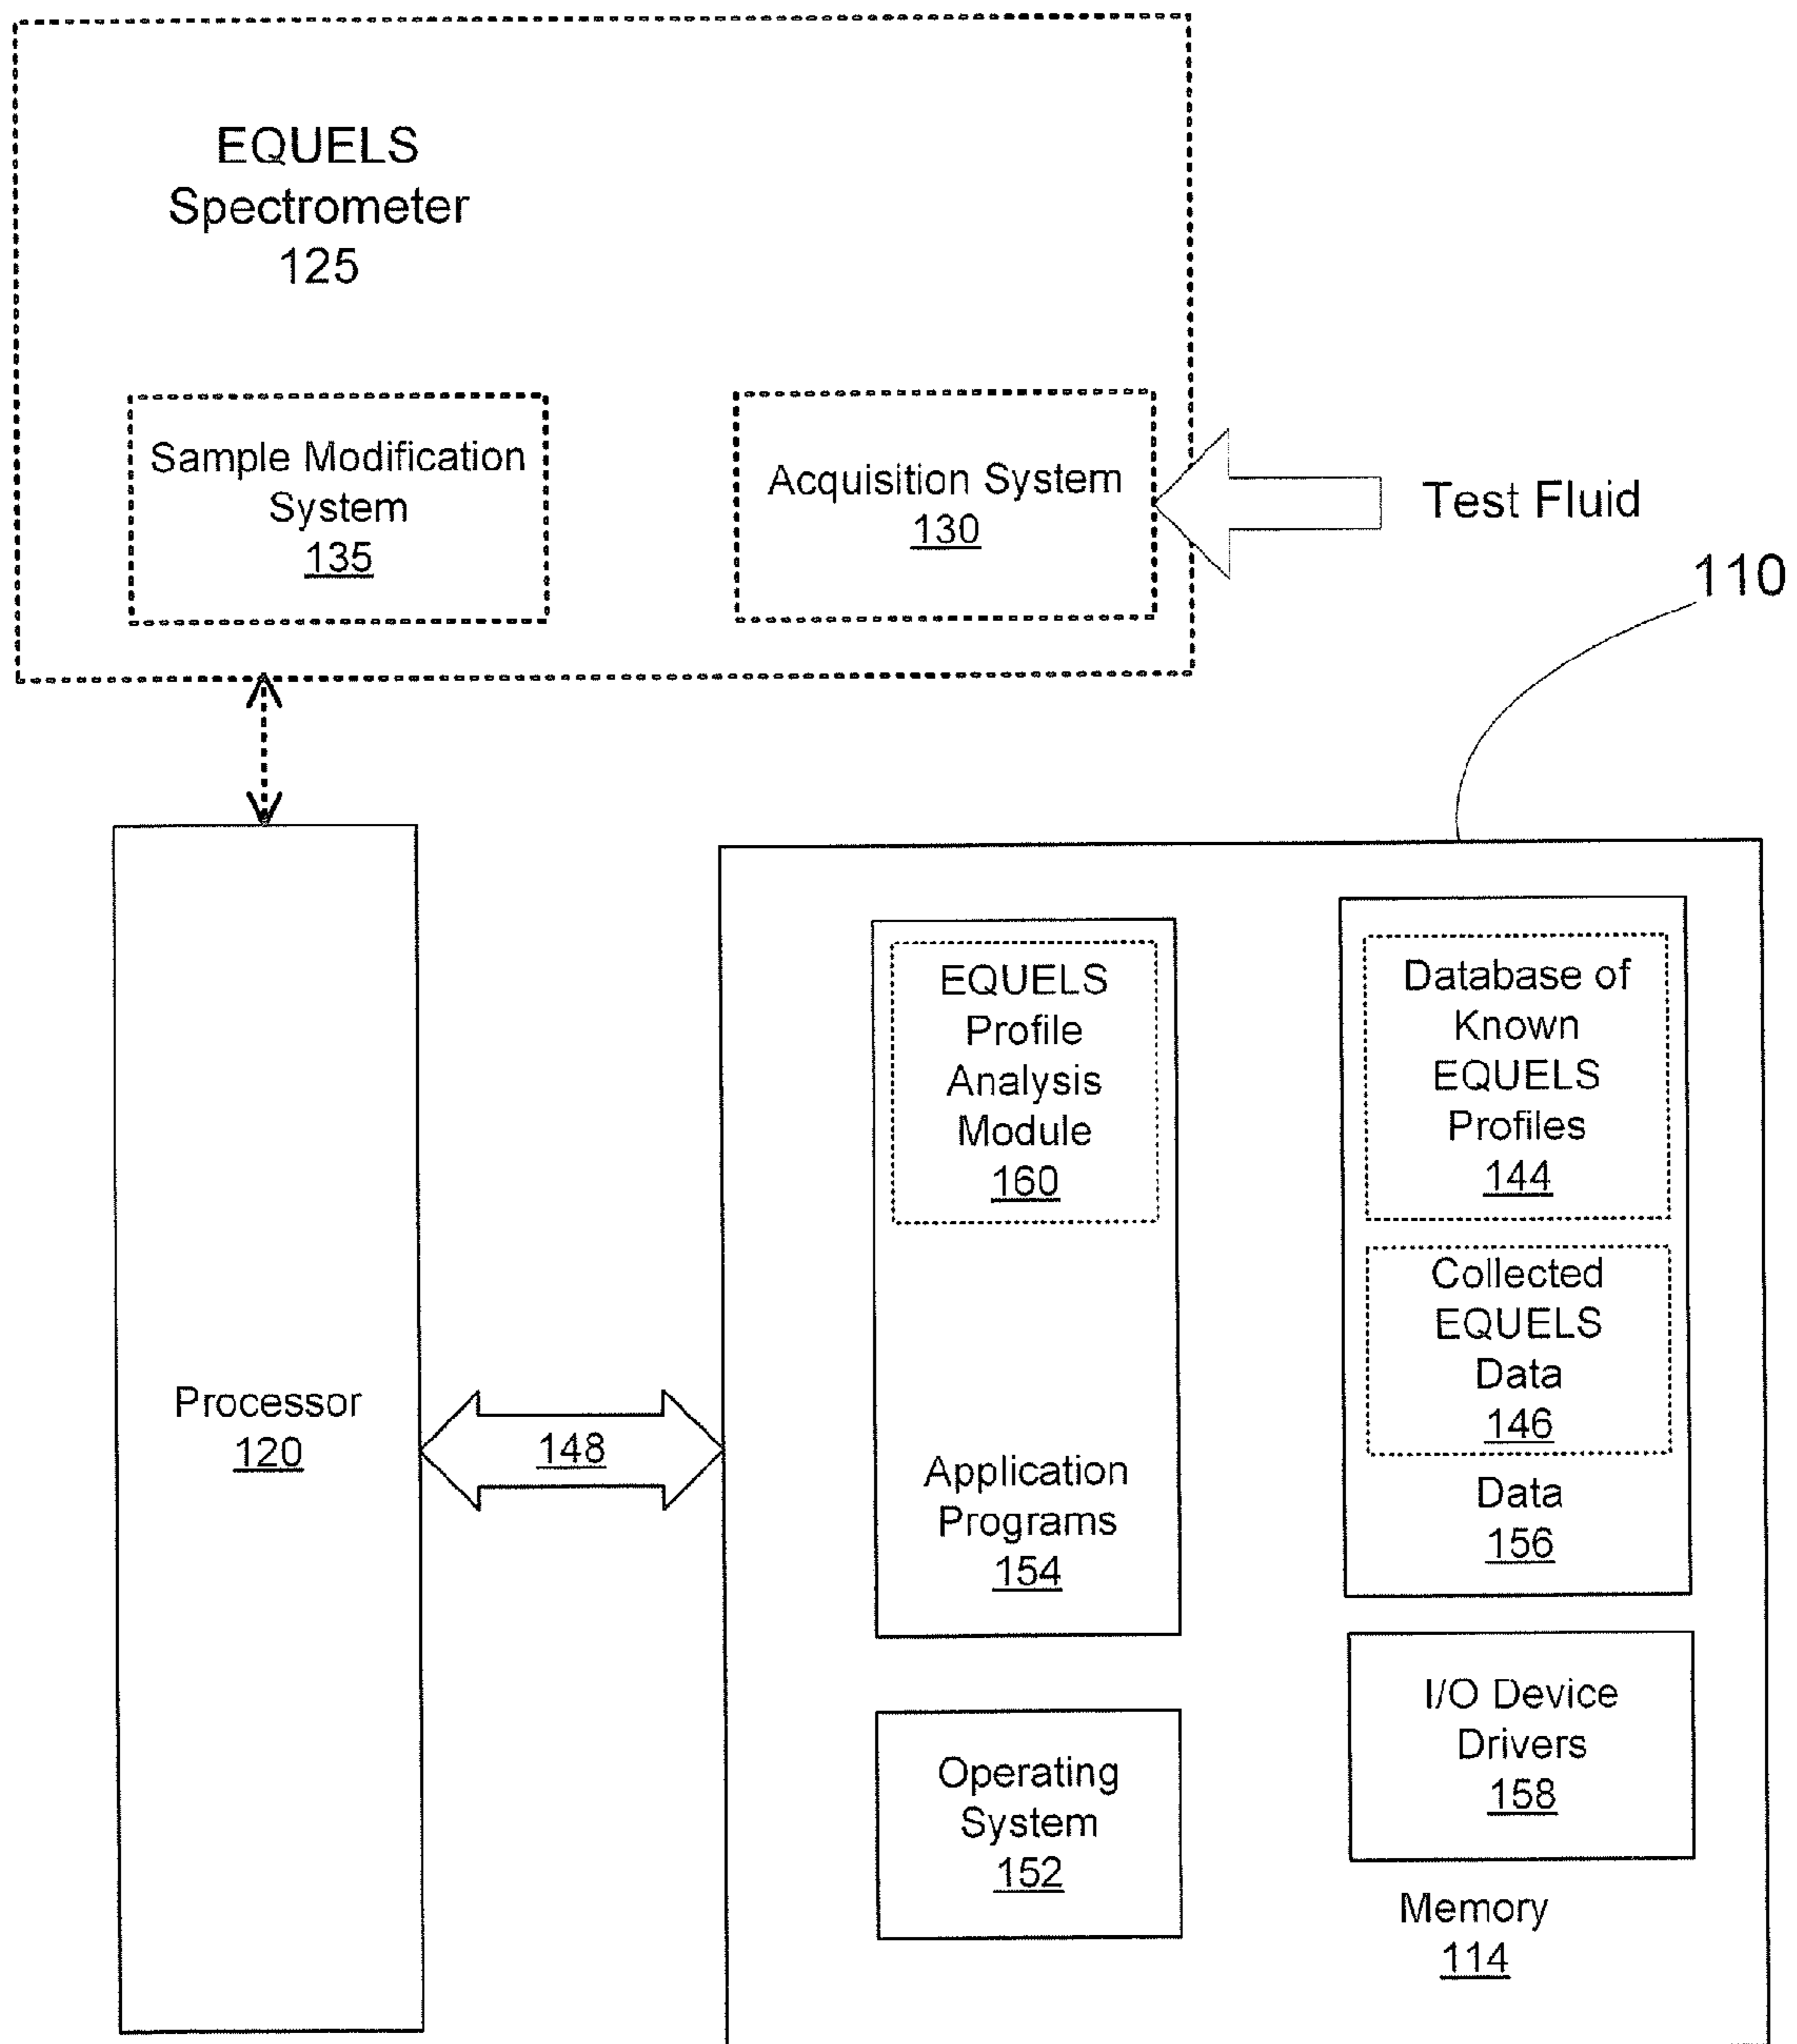 EQUELS
Spectrometer
125
Sample Modification
System
135
Acquisition System
130
Test Fluid
110
Processor
120
148
EQUELS
Profile
Analysis
Module
160
Application
Programs
154
Operating
System
152
Database of
Known
EQUELS
Profiles
144
Collected
EQUELS
Data
146
Data
156
I/O Device
Drivers
158
Memory
114